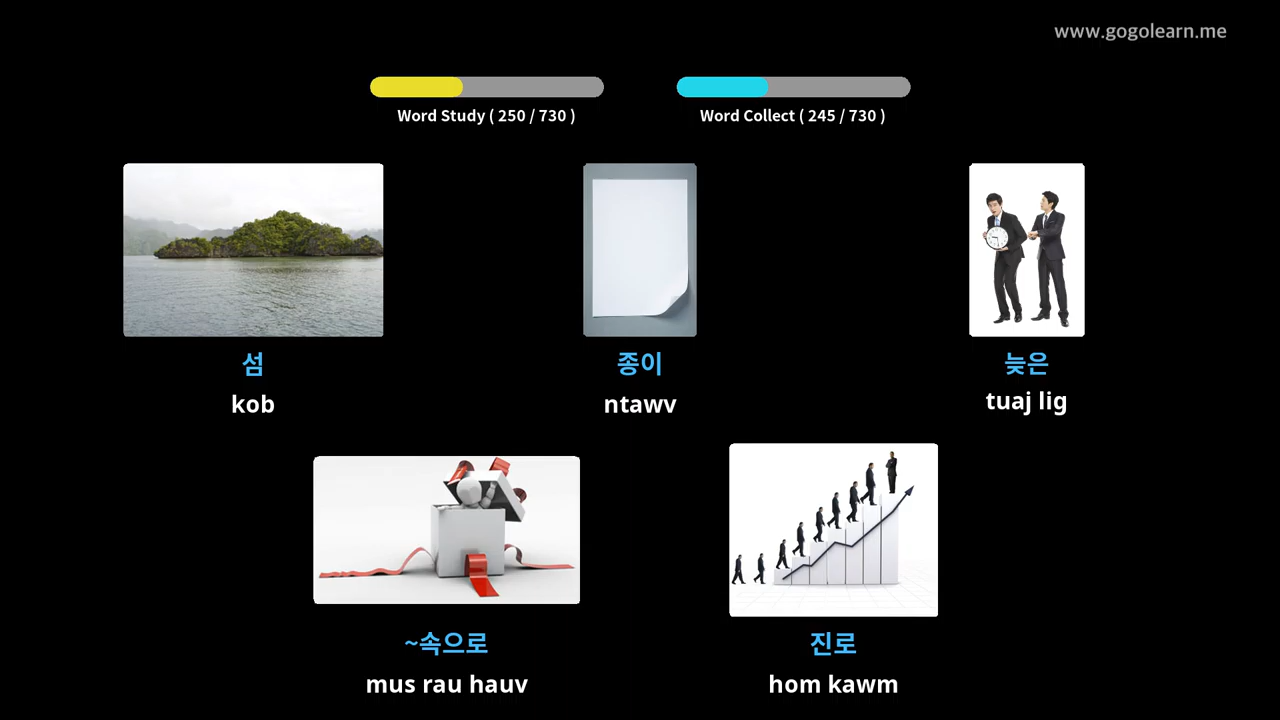 www.gogolearn.me
Word Study ( 250 / 730 )
Word Collect ( 245 / 730 )
섬
kob
종이
ntawv
늦은
tuaj lig
~속으로
mus rau hauv
진로
hom kawm